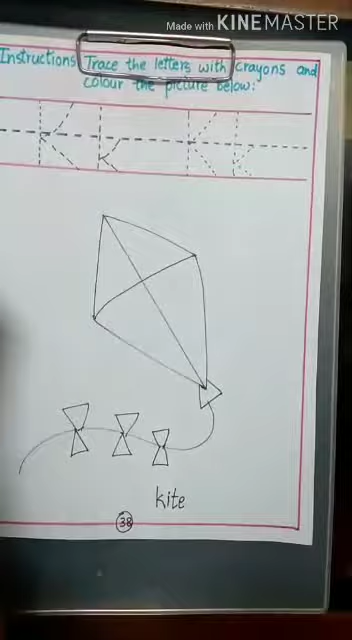 Made with KINEMASTER
Instructions Trace the letters with crayons and
colour the picture below:
K k K k
kite
38